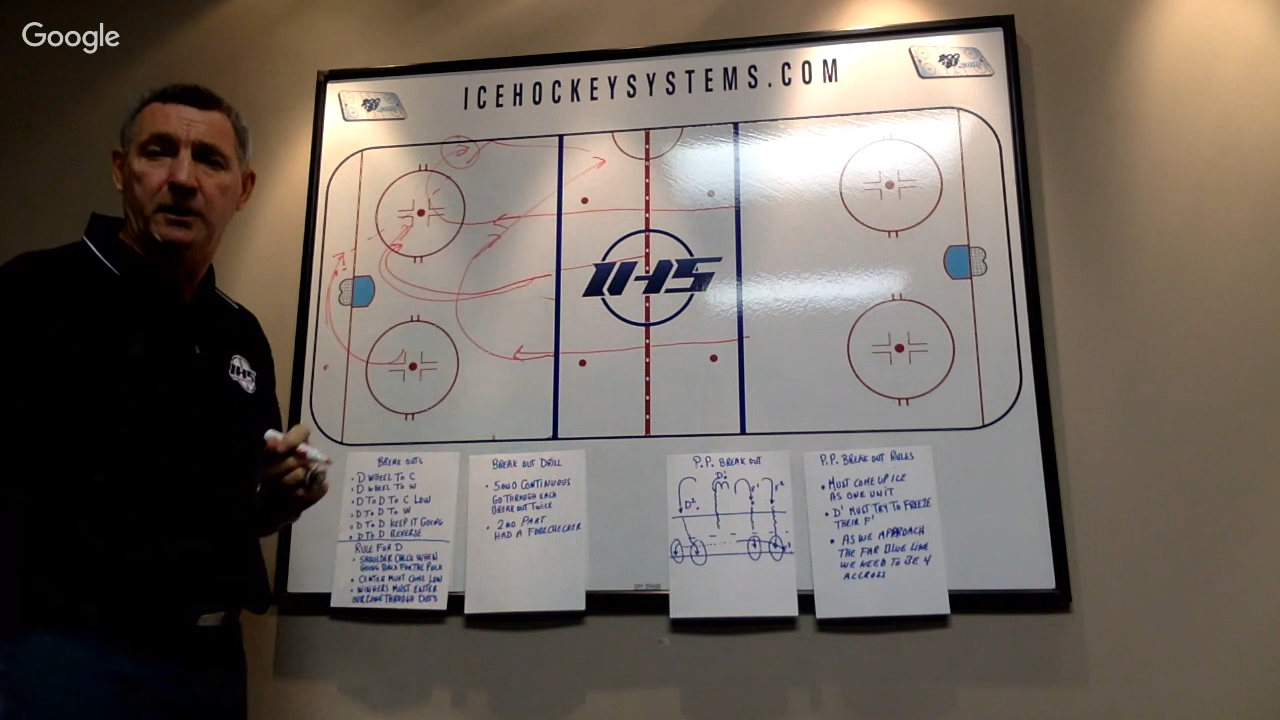 Google
ICEHOCKEYSYSTEMS.COM
IHS
IHS
BREAK OUTS
• D WHEEL TO C
• D WHEEL TO W
• D TO D TO C LOW
• D TO D TO W
• D TO D KEEP IT GOING
• D TO D REVERSE
RULE FOR D
• SHOULDER CHECK WHEN
GOING BACK FOR THE PUCK
• CENTER MUST COME LOW
• WINGERS MUST ENTER
OUR ZONE THROUGH DOTS
BREAK OUT DRILL
• 5 ON 0 CONTINUOUS
GO THROUGH EACH
BREAK OUT TWICE
• 2ND PART
HAD A FORECHECKER
P.P. BREAK OUT
D'
D².
F'
F²
P.P. BREAK OUT RULES
• MUST COME UP ICE
AS ONE UNIT
• D' MUST TRY TO FREEZE
THEIR F'
• AS WE APPROACH
THE FAR BLUE LINE
WE NEED TO BE 4
ACCROSS